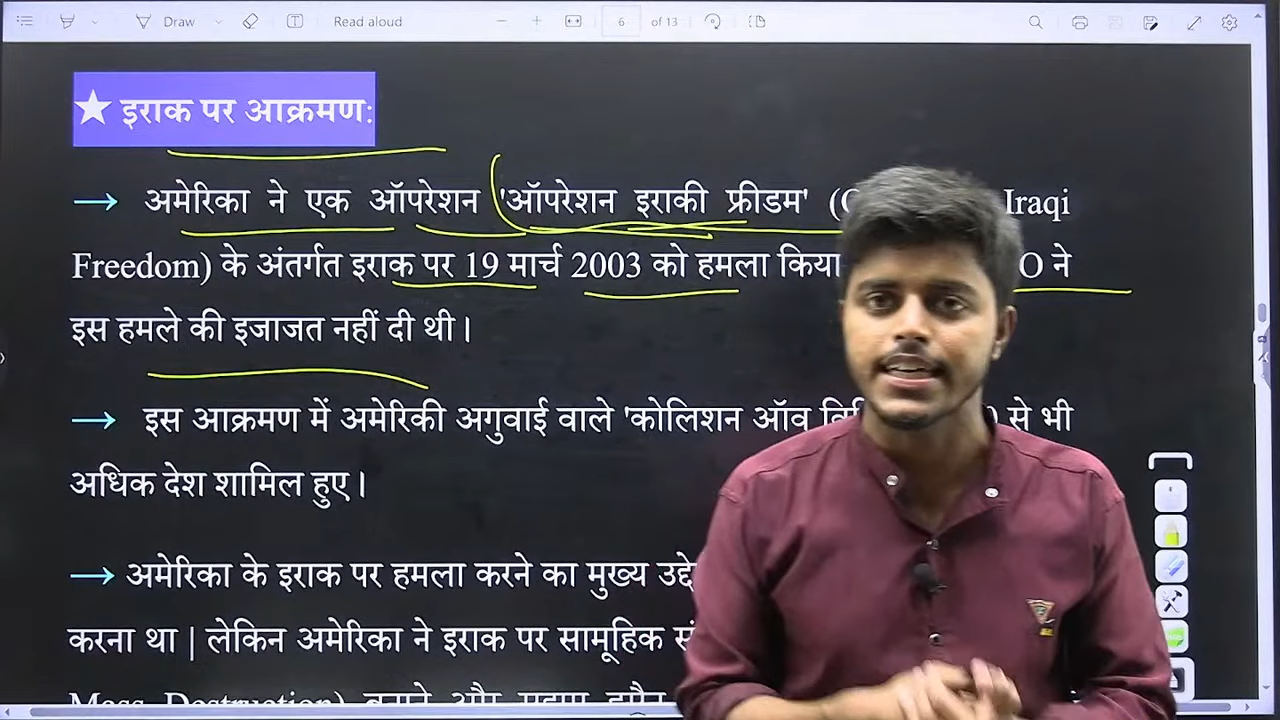 Draw
Read aloud
6 of 13
★ इराक पर आक्रमण:
→ अमेरिका ने एक ऑपरेशन 'ऑपरेशन इराकी फ्रीडम' ( Iraqi
Freedom) के अंतर्गत इराक पर 19 मार्च 2003 को हमला किया O ने
इस हमले की इजाजत नहीं दी थी।
→ इस आक्रमण में अमेरिकी अगुवाई वाले 'कोलिशन ऑव से भी
अधिक देश शामिल हुए।
→ अमेरिका के इराक पर हमला करने का मुख्य
करना था | लेकिन अमेरिका ने इराक पर सामूहिक
Mass Destruction)